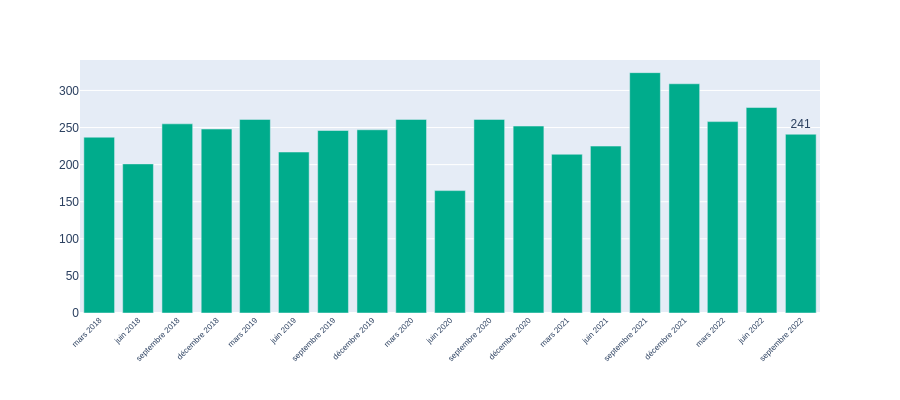 300
250
200
150
100
50
0
241
mars 2018
juin 2018
septembre 2018
décembre 2018
mars 2019
juin 2019
septembre 2019
décembre 2019
mars 2020
juin 2020
septembre 2020
décembre 2020
mars 2021
juin 2021
septembre 2021
décembre 2021
mars 2022
juin 2022
septembre 2022